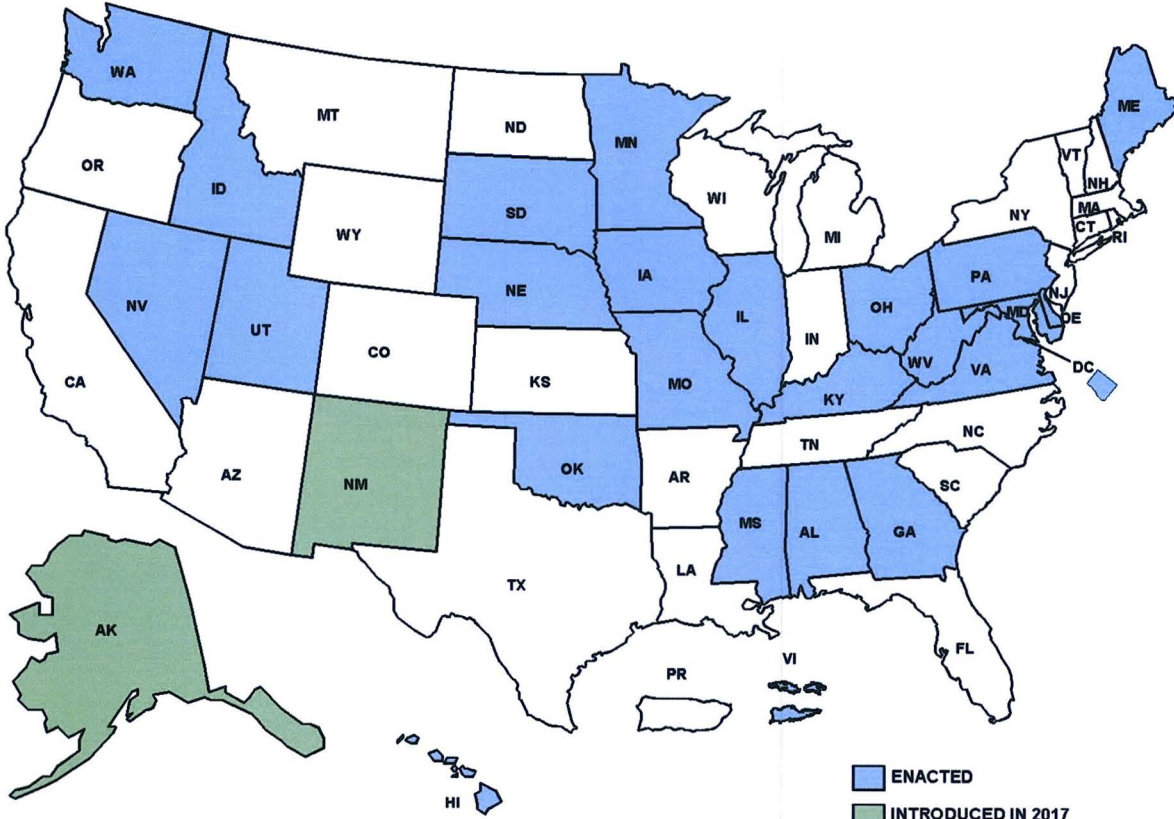 WA
MT
ND
MN
ME
OR
ID
SD
WI
VT
NH
WY
MI
NY
MA
CT
RI
NV
UT
NE
IA
PA
NJ
CA
CO
IL
IN
OH
MD
DE
KS
MO
WV
VA
DC
KY
AZ
NM
OK
AR
TN
NC
SC
TX
LA
MS
AL
GA
AK
FL
PR
VI
HI
ENACTED
INTRODUCED IN 2017